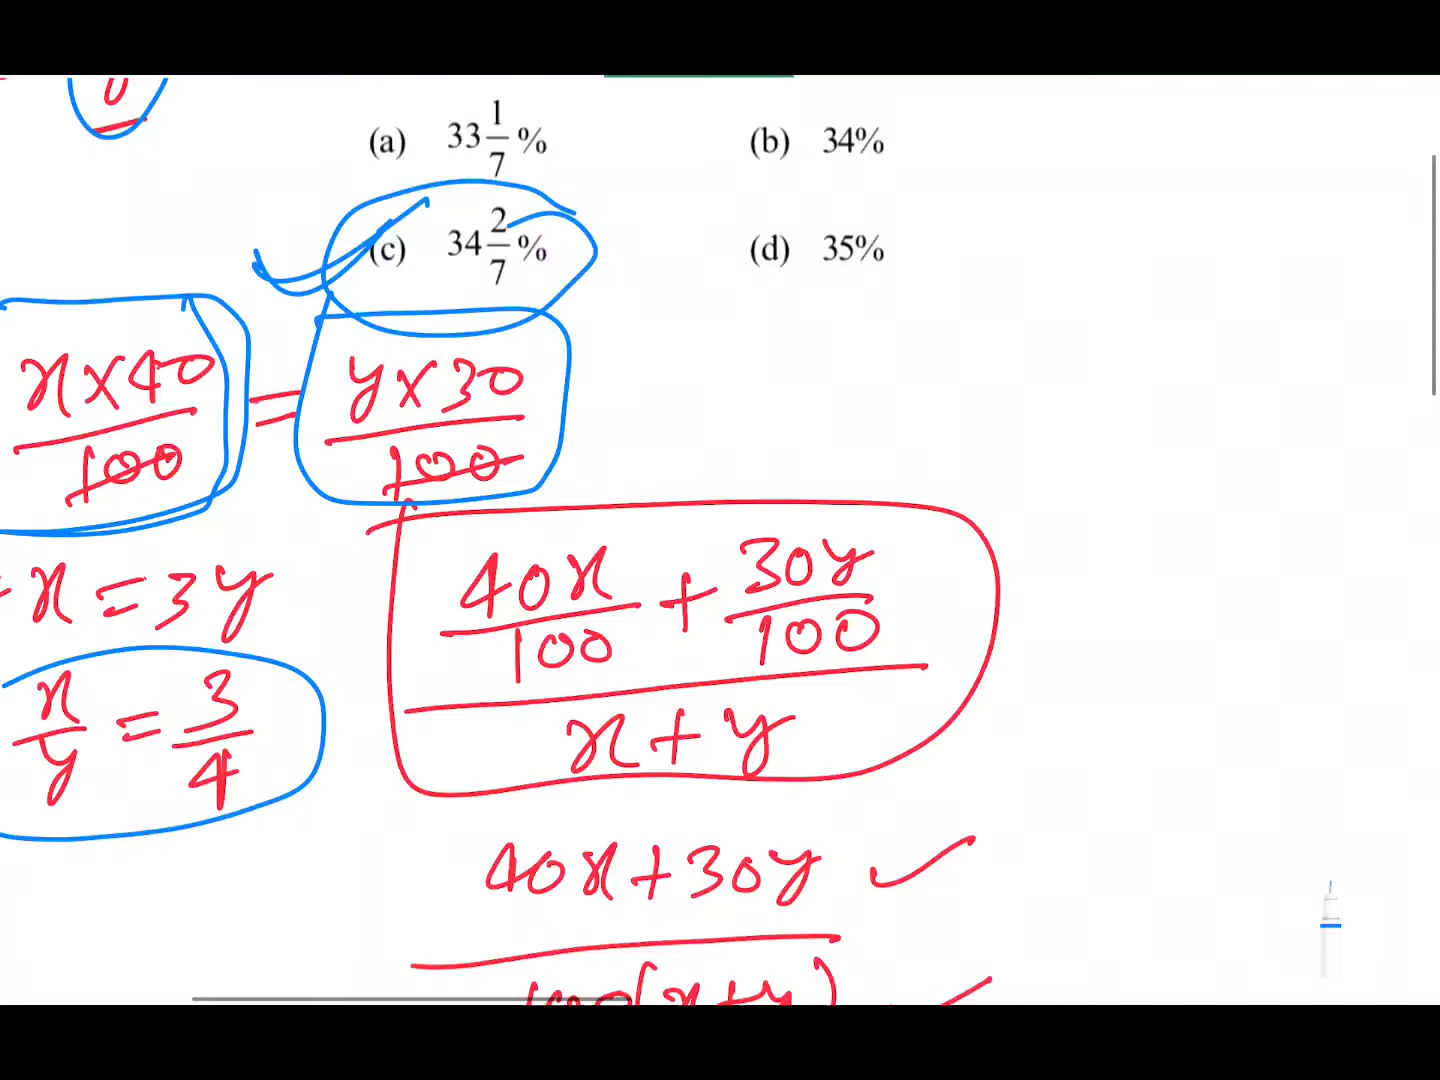 (a) 33 1/7 % (b) 34%
(c) 34 2/7 % (d) 35%
x×40/100 = y×30/100
x = 3y
40x/100 + 30y/100
x + y
x/y = 3/4
40x+30y
100(x+y)